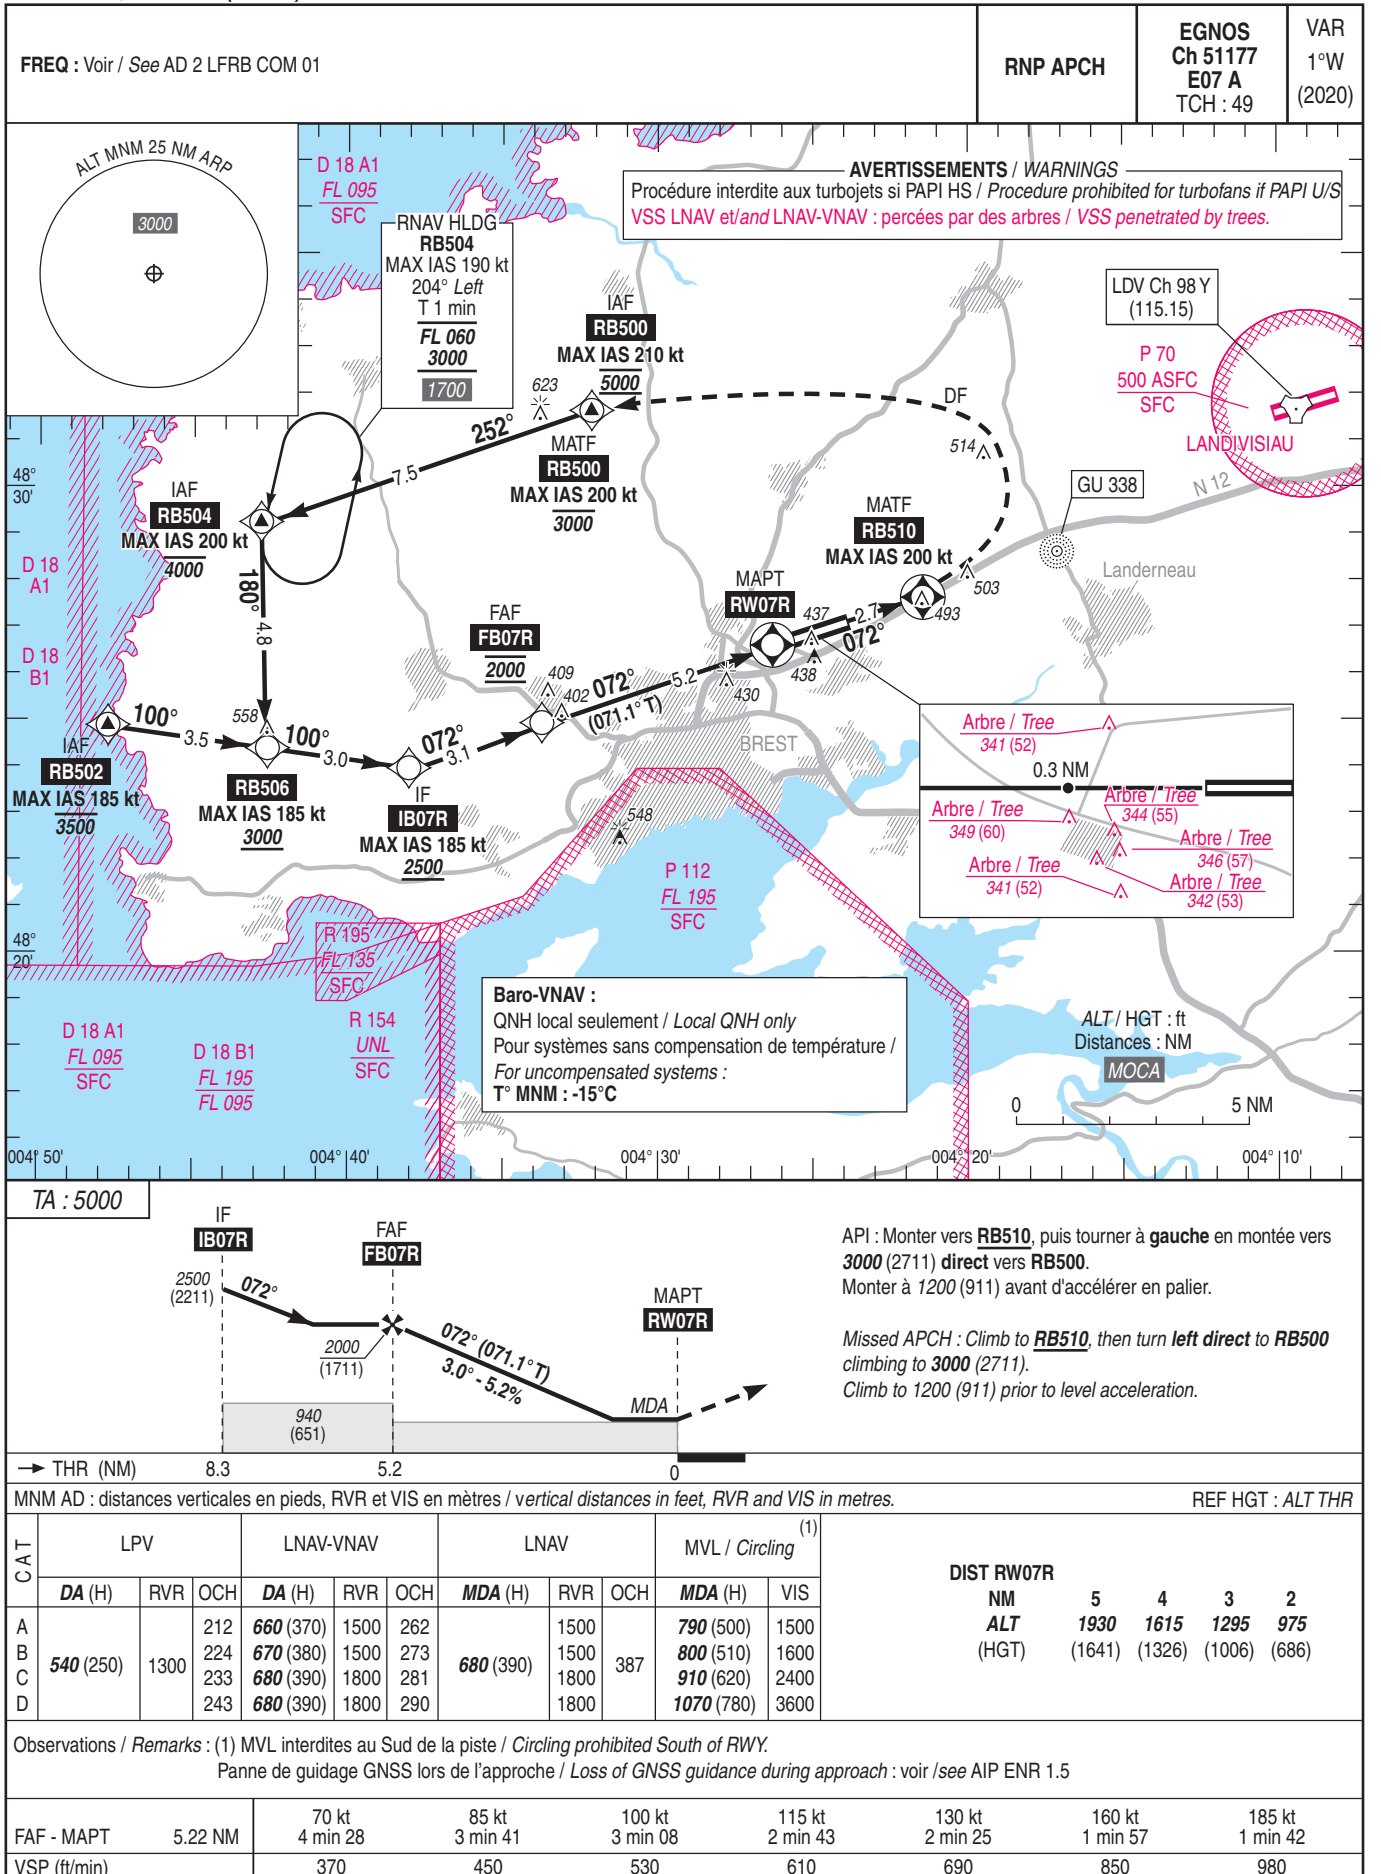 FREQ : Voir / See AD 2 LFRB COM 01
RNP APCH
EGNOS
Ch 51177
E07 A
TCH : 49
VAR
1°W
(2020)
ALT MNM 25 NM ARP
3000
D 18 A1
FL 095
SFC
AVERTISSEMENTS / WARNINGS
Procédure interdite aux turbojets si PAPI HS / Procedure prohibited for turbofans if PAPI U/S
VSS LNAV et/and LNAV-VNAV : percées par des arbres / VSS penetrated by trees.
RNAV HLDG
RB504
MAX IAS 190 kt
204° Left
T 1 min
FL 060
3000
1700
IAF
RB500
MAX IAS 210 kt
5000
623
252°
7.5
MATF
RB500
MAX IAS 200 kt
3000
DF
514
LDV Ch 98 Y
(115.15)
P 70
500 ASFC
SFC
LANDIVISIAU
N 12
GU 338
48°
30'
IAF
RB504
MAX IAS 200 kt
4000
180°
4.8
D 18
A1
D 18
B1
MATF
RB510
MAX IAS 200 kt
503
493
Landerneau
MAPT
RW07R
437
2.7
072°
438
430
FAF
FB07R
2000
409
402
072°
5.2
(071.1°T)
BREST
100°
3.5
558
100°
3.0
072°
3.1
IAF
RB502
MAX IAS 185 kt
3500
RB506
MAX IAS 185 kt
3000
IF
IB07R
MAX IAS 185 kt
2500
548
Arbre / Tree
341 (52)
0.3 NM
Arbre / Tree
349 (60)
Arbre / Tree
344 (55)
Arbre / Tree
346 (57)
Arbre / Tree
341 (52)
Arbre / Tree
342 (53)
P 112
FL 195
SFC
48°
20'
R 195
FL 135
SFC
R 154
UNL
SFC
D 18 A1
FL 095
SFC
D 18 B1
FL 195
FL 095
Baro-VNAV :
QNH local seulement / Local QNH only
Pour systèmes sans compensation de température /
For uncompensated systems :
T° MNM : -15°C
ALT / HGT : ft
Distances : NM
MOCA
0 5 NM
004° 50' 004° 40' 004° 30' 004° 20' 004° 10'
TA : 5000
IF
IB07R
FAF
FB07R
MAPT
RW07R
2500
(2211)
072°
2000
(1711)
072° (071.1°T)
3.0° - 5.2%
MDA
940
(651)
THR (NM) 8.3 5.2 0
API : Monter vers RB510, puis tourner à gauche en montée vers
3000 (2711) direct vers RB500.
Monter à 1200 (911) avant d'accélérer en palier.
Missed APCH : Climb to RB510, then turn left direct to RB500
climbing to 3000 (2711).
Climb to 1200 (911) prior to level acceleration.
MNM AD : distances verticales en pieds, RVR et VIS en mètres / vertical distances in feet, RVR and VIS in metres. REF HGT : ALT THR
CAT LPV LNAV-VNAV LNAV MVL / Circling (1)
DA (H) RVR OCH DA (H) RVR OCH MDA (H) RVR OCH MDA (H) VIS
A 212 660 (370) 1500 262 1500 790 (500) 1500
B 224 670 (380) 1500 273 1500 800 (510) 1600
540 (250) 1300 680 (390) 387
C 233 680 (390) 1800 281 1800 910 (620) 2400
D 243 680 (390) 1800 290 1800 1070 (780) 3600
DIST RW07R
NM 5 4 3 2
ALT 1930 1615 1295 975
(HGT) (1641) (1326) (1006) (686)
Observations / Remarks : (1) MVL interdites au Sud de la piste / Circling prohibited South of RWY.
Panne de guidage GNSS lors de l'approche / Loss of GNSS guidance during approach : voir /see AIP ENR 1.5
70 kt 85 kt 100 kt 115 kt 130 kt 160 kt 185 kt
FAF - MAPT 5.22 NM 4 min 28 3 min 41 3 min 08 2 min 43 2 min 25 1 min 57 1 min 42
VSP (ft/min) 370 450 530 610 690 850 980